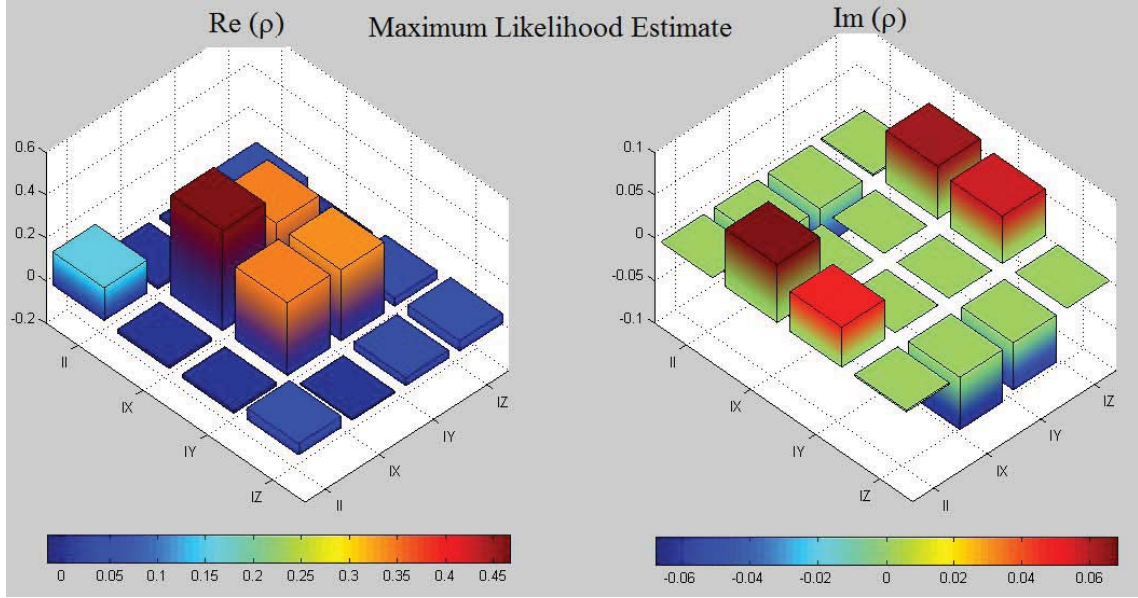 Re (ρ)
Maximum Likelihood Estimate
Im (ρ)
0.6
0.4
0.2
0
-0.2
II
IX
IY
IZ
II
IX
IY
IZ
0 0.05 0.1 0.15 0.2 0.25 0.3 0.35 0.4 0.45
0.1
0.05
0
-0.05
-0.1
II
IX
IY
IZ
II
IX
IY
IZ
-0.06 -0.04 -0.02 0 0.02 0.04 0.06